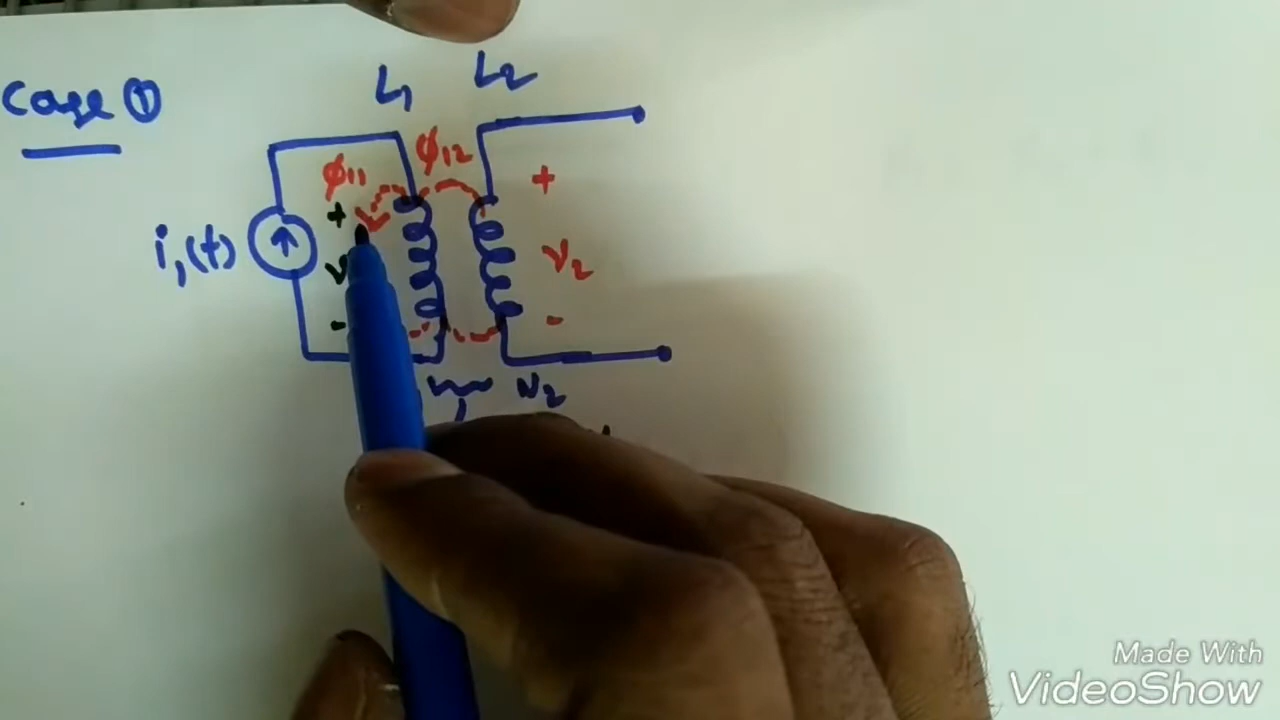 Case ①
L1 L2
ϕ11 ϕ12
+ +
i1(t) v2
- -
N2
Made With
VideoShow